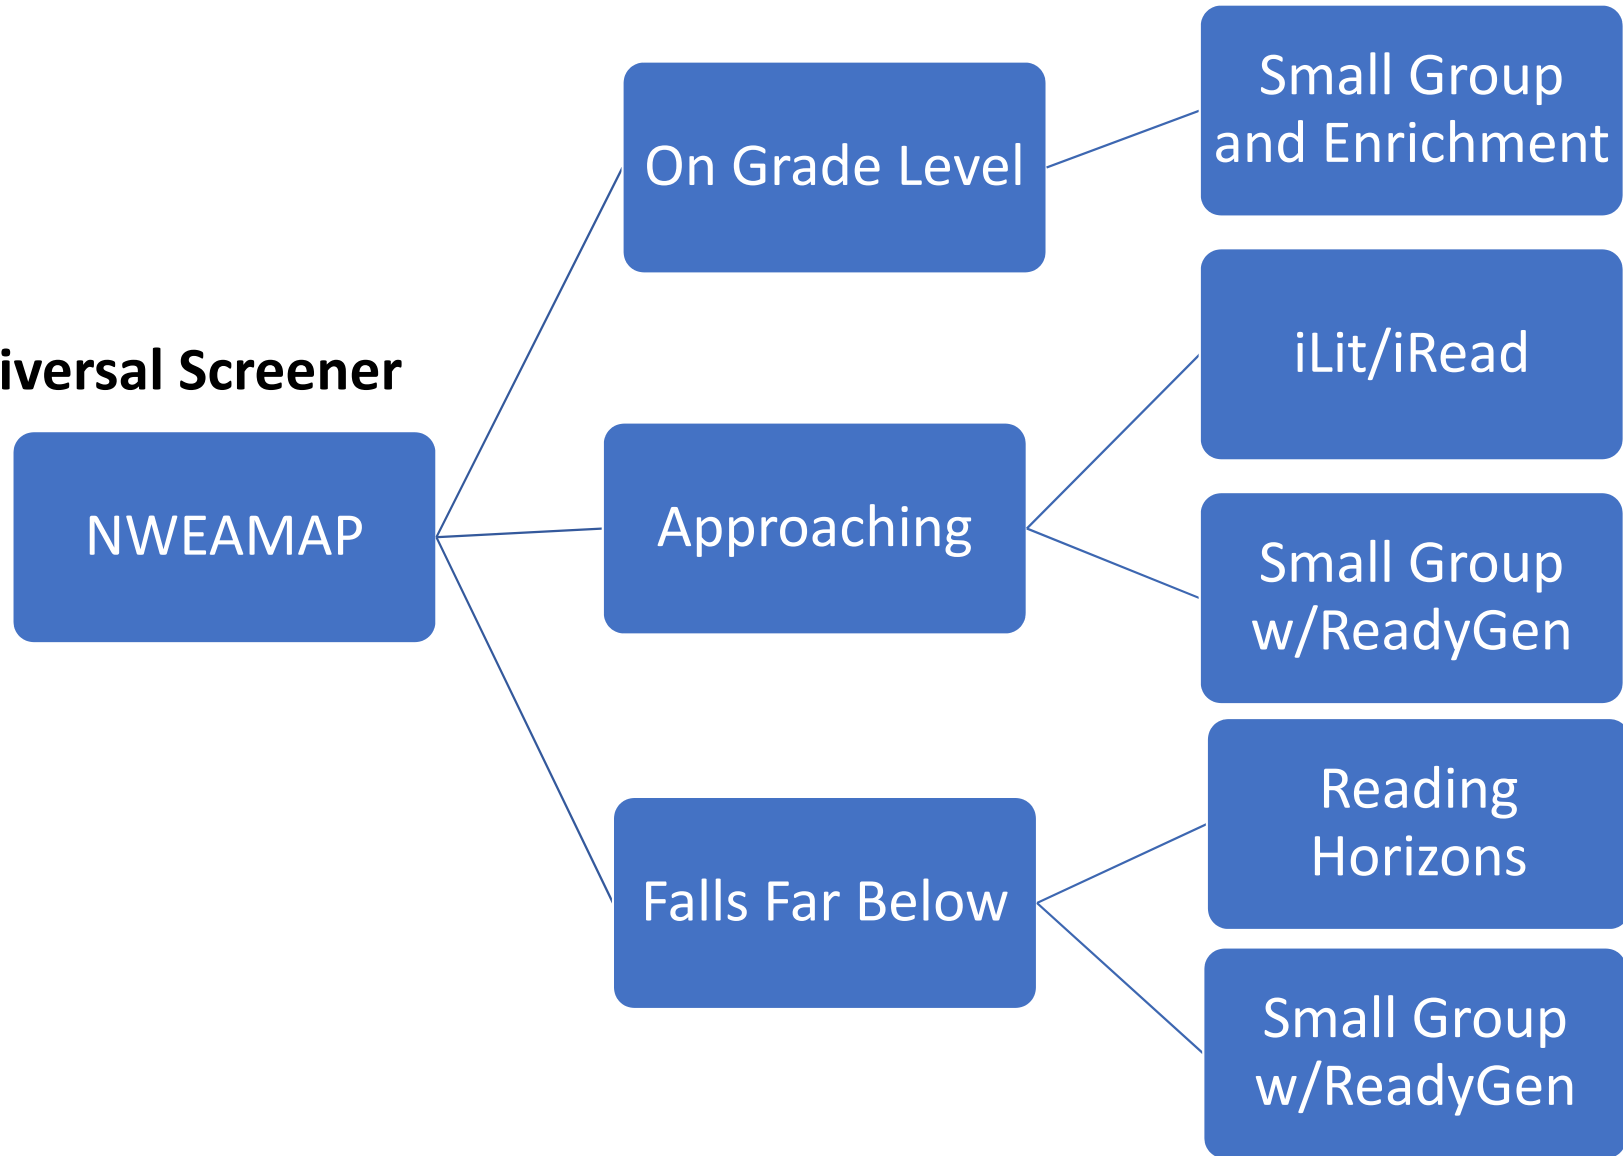 iversal Screener
NWEAMAP
On Grade Level
Approaching
Falls Far Below
Small Group
and Enrichment
iLit/iRead
Small Group
w/ReadyGen
Reading
Horizons
Small Group
w/ReadyGen